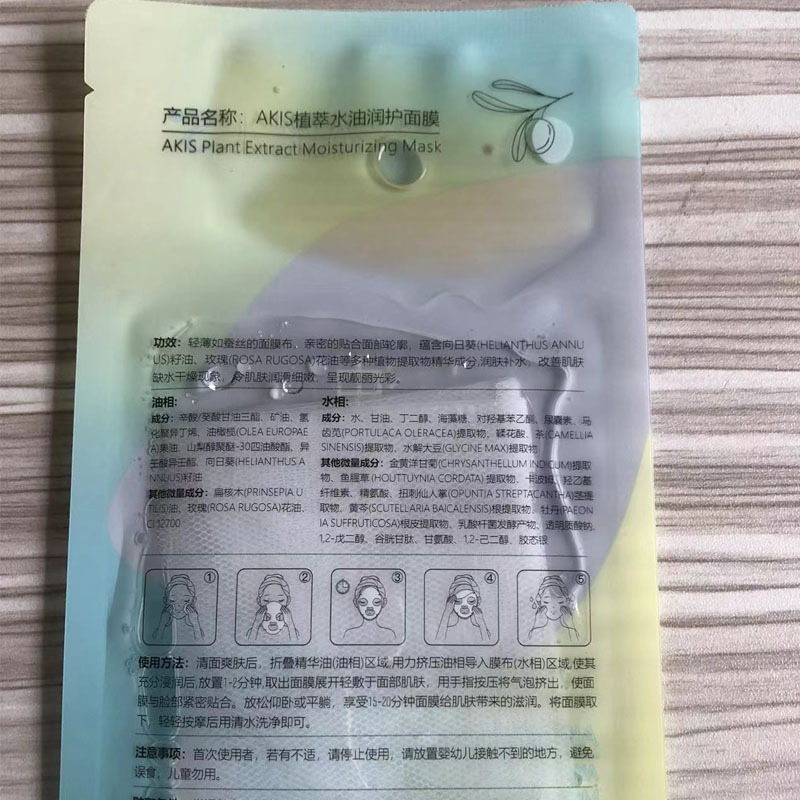 产品名称：AKIS植萃水油润护面膜
AKIS Plant Extract Moisturizing Mask
功效：轻薄如蚕丝的面膜布，亲密的贴合面部轮廓，蕴含向日葵(HELIANTHUS ANNU
US)籽油、玫瑰(ROSA RUGOSA)花油等多种植物提取物精华成分,润肤补水，改善肌肤
缺水干燥现象，令肌肤润滑细嫩，呈现靓丽光彩。
油相：
成分：辛酸/癸酸甘油三酯、矿油、氢
化聚异丁烯、油橄榄(OLEA EUROPAE
A)果油、山梨醇聚醚-30四油酸酯、异
壬酸异壬酯、向日葵(HELIANTHUS A
NNUUS)籽油
其他微量成分：扁核木(PRINSEPIA U
TILIS)油、玫瑰(ROSA RUGOSA)花油、
CI 12700
水相：
成分：水、甘油、丁二醇、海藻糖、对羟基苯乙酮、尿囊素、马
齿苋(PORTULACA OLERACEA)提取物、鞣花酸、茶(CAMELLIA
SINENSIS)提取物、水解大豆(GLYCINE MAX)提取物
其他微量成分：金黄洋甘菊(CHRYSANTHELLUM INDICUM)提取
物、鱼腥草(HOUTTUYNIA CORDATA) 提取物、卡波姆、羟乙基
纤维素、精氨酸、扭刺仙人掌(OPUNTIA STREPTACANTHA)茎提
取物、黄芩(SCUTELLARIA BAICALENSIS)根提取物、牡丹(PAEON
IA SUFFRUTICOSA)根皮提取物、乳酸杆菌发酵产物、透明质酸钠、
1,2-戊二醇、谷胱甘肽、甘氨酸、1,2-己二醇、胶态银
① ② ③ ④ ⑤
使用方法：清面爽肤后，折叠精华油(油相)区域,用力挤压油相导入膜布(水相)区域,使其
充分浸润后,放置1-2分钟,取出面膜展开轻敷于面部肌肤，用手指按压将气泡挤出，使面
膜与脸部紧密贴合。放松仰卧或平躺，享受15-20分钟面膜给肌肤带来的滋润。将面膜取
下，轻轻按摩后用清水洗净即可。
注意事项：首次使用者，若有不适，请停止使用；请放置婴幼儿接触不到的地方，避免
误食，儿童勿用。